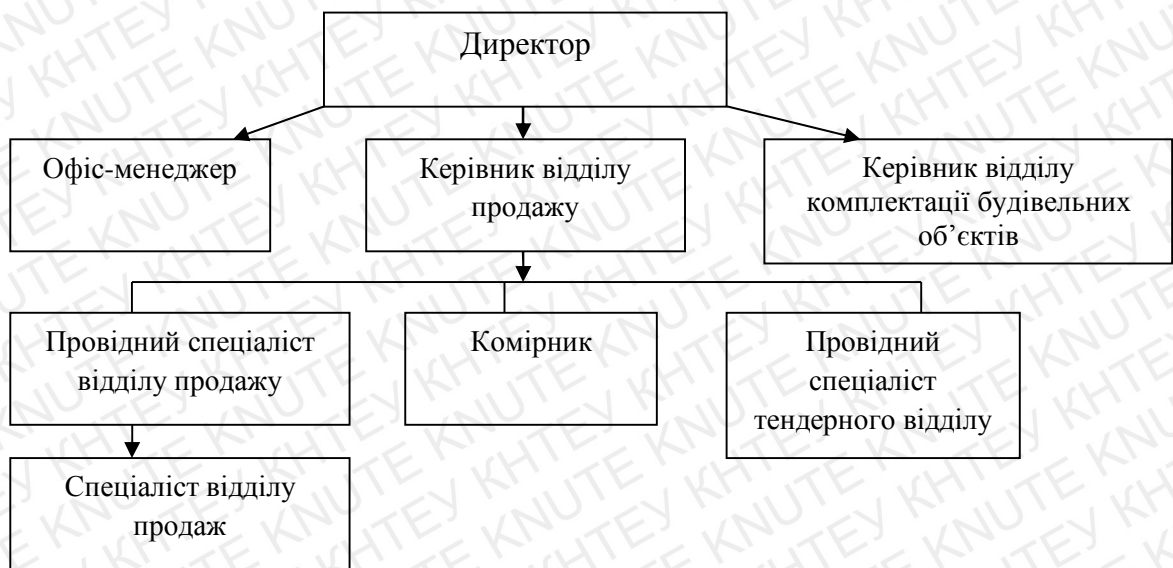 Директор
Офіс-менеджер
Керівник відділу
продажу
Керівник відділу
комплектації будівельних
об’єктів
Провідний спеціаліст
відділу продажу
Комірник
Провідний
спеціаліст
тендерного відділу
Спеціаліст відділу
продаж